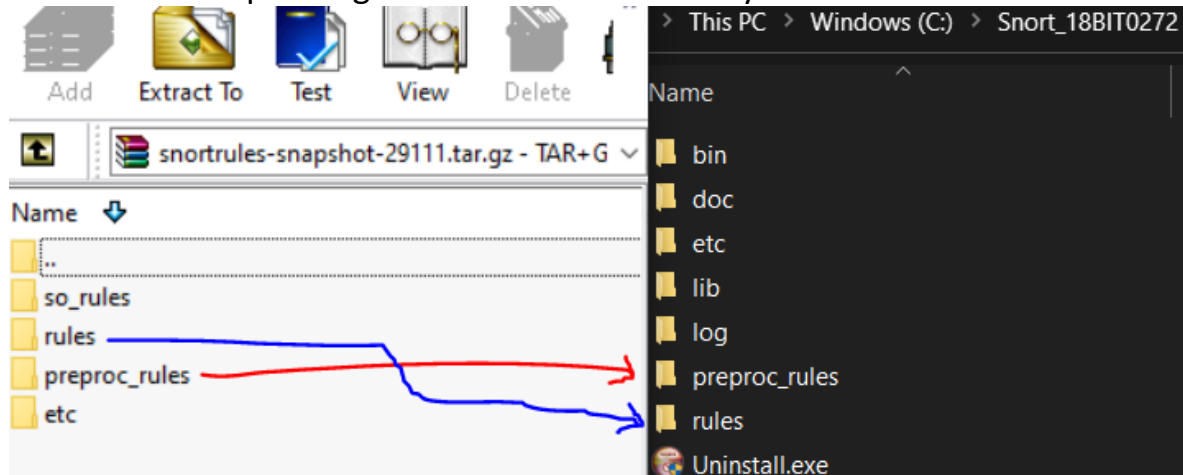 Add
Extract To
Test
View
Delete
snortrules-snapshot-29111.tar.gz - TAR+G
Name
..
so_rules
rules
preproc_rules
etc
This PC > Windows (C:) > Snort_18BIT0272
Name
bin
doc
etc
lib
log
preproc_rules
rules
Uninstall.exe